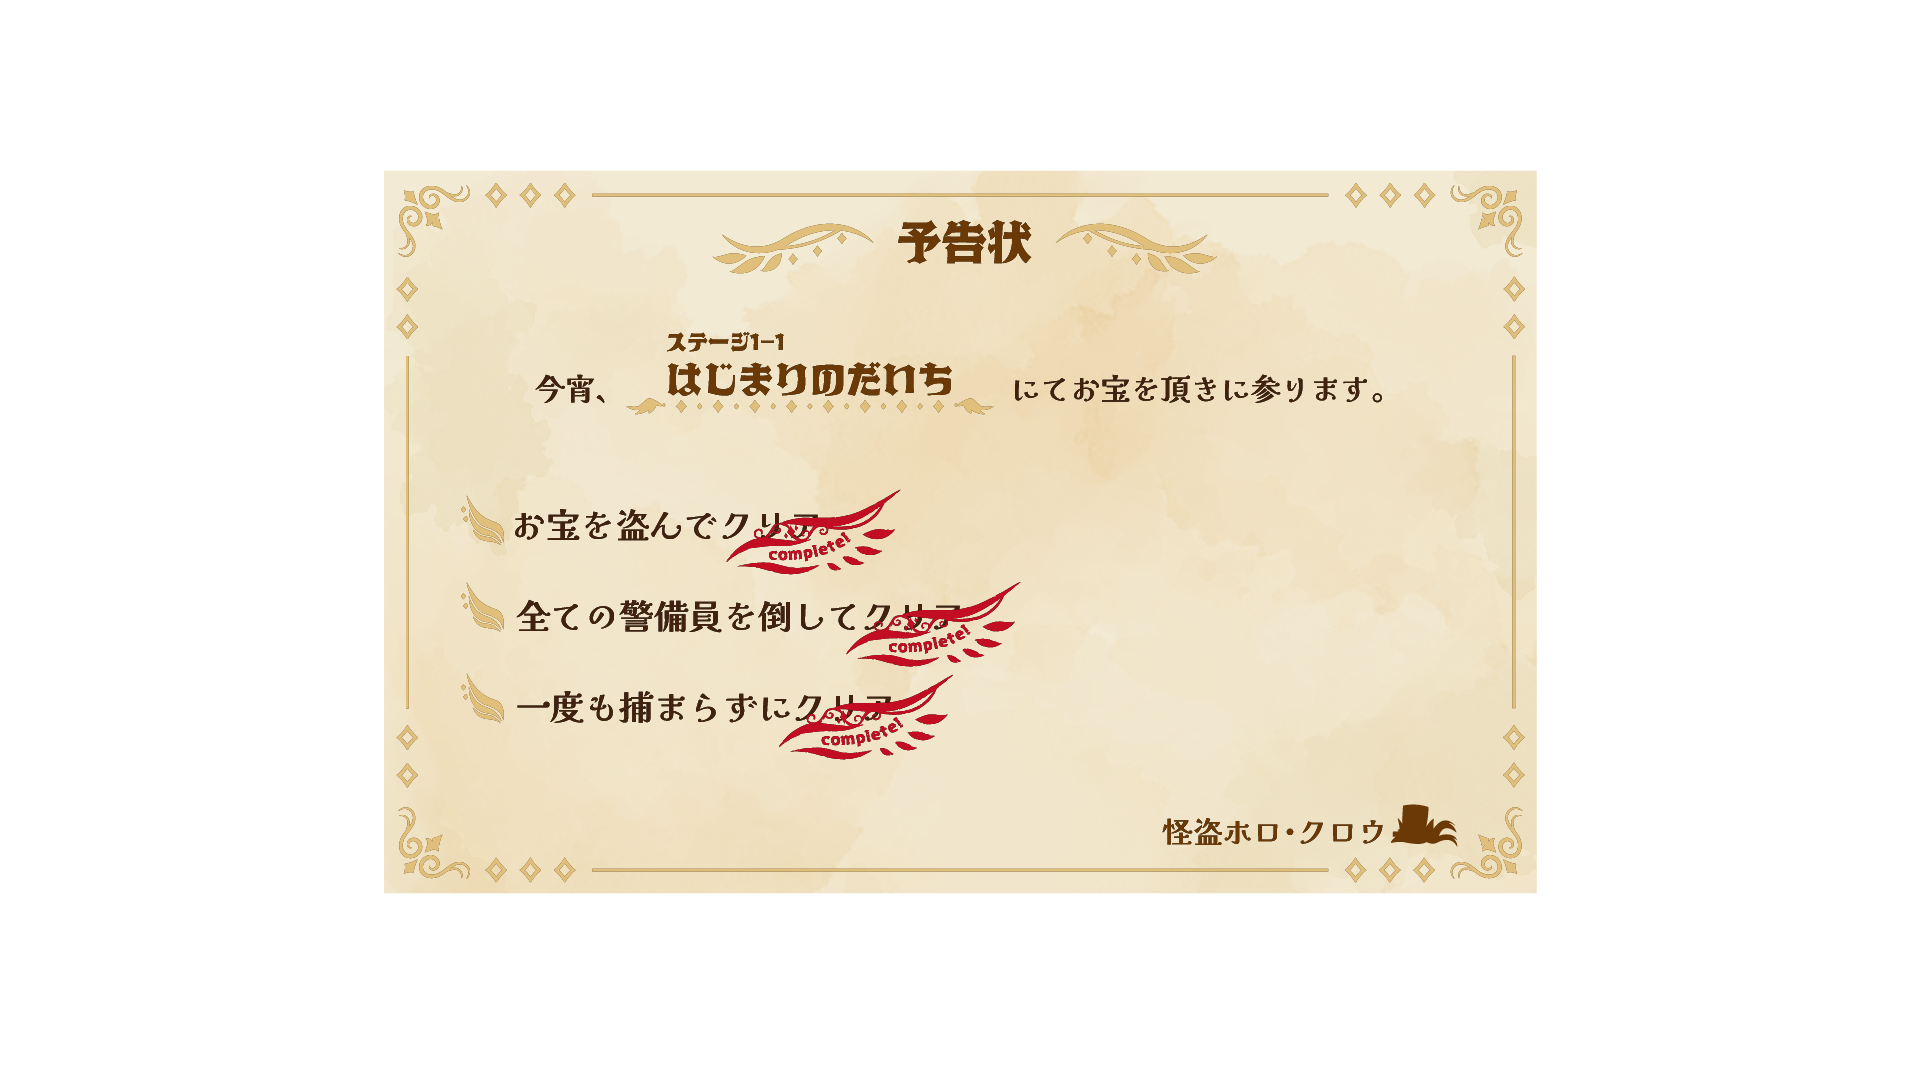 予告状
ステージ1-1
今宵、はじまりのだいちにてお宝を頂きに参ります。
お宝を盗んでクリア
complete!
全ての警備員を倒してクリア
complete!
一度も捕まらずにクリア
complete!
怪盗ホロ・クロウ